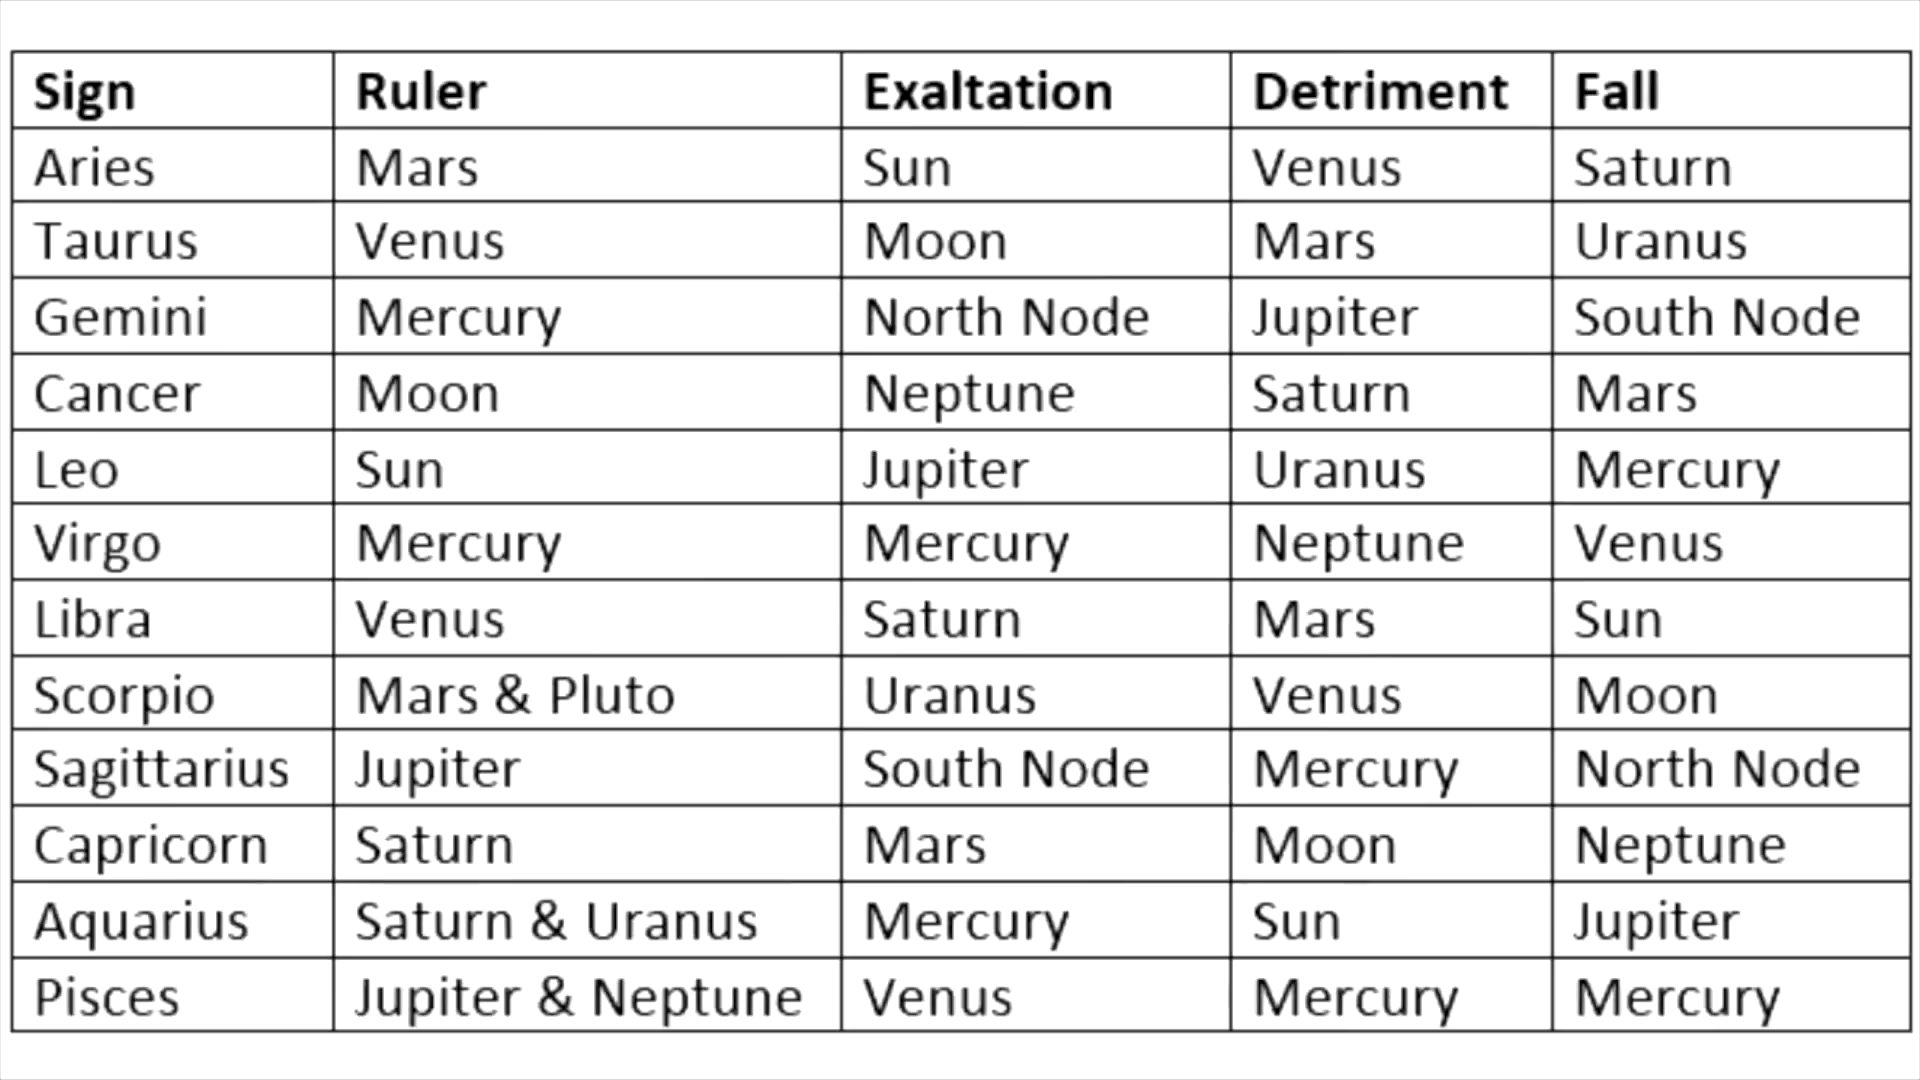 Sign Ruler Exaltation Detriment Fall
Aries Mars Sun Venus Saturn
Taurus Venus Moon Mars Uranus
Gemini Mercury North Node Jupiter South Node
Cancer Moon Neptune Saturn Mars
Leo Sun Jupiter Uranus Mercury
Virgo Mercury Mercury Neptune Venus
Libra Venus Saturn Mars Sun
Scorpio Mars & Pluto Uranus Venus Moon
Sagittarius Jupiter South Node Mercury North Node
Capricorn Saturn Mars Moon Neptune
Aquarius Saturn & Uranus Mercury Sun Jupiter
Pisces Jupiter & Neptune Venus Mercury Mercury